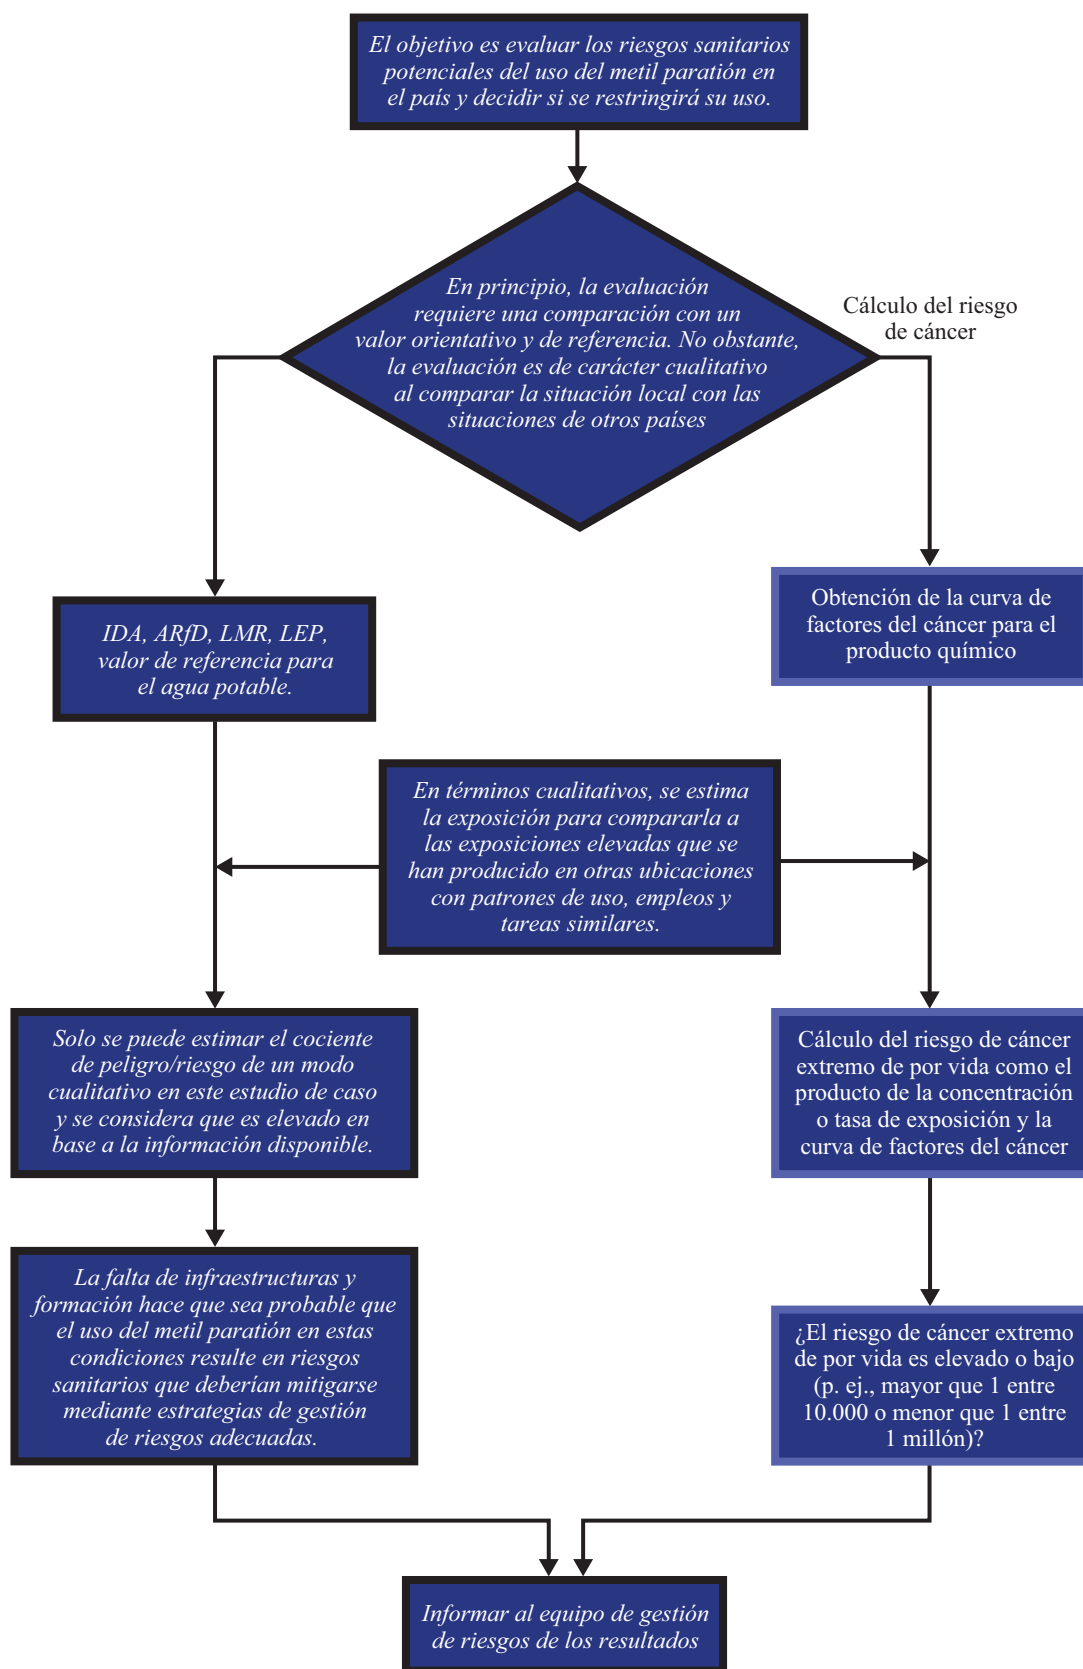 El objetivo es evaluar los riesgos sanitarios
potenciales del uso del metil paratión en
el país y decidir si se restringirá su uso.
En principio, la evaluación
requiere una comparación con un
valor orientativo y de referencia. No obstante,
la evaluación es de carácter cualitativo
al comparar la situación local con las
situaciones de otros países
Cálculo del riesgo
de cáncer
IDA, ARfD, LMR, LEP,
valor de referencia para
el agua potable.
Obtención de la curva de
factores del cáncer para el
producto químico
En términos cualitativos, se estima
la exposición para compararla a
las exposiciones elevadas que se
han producido en otras ubicaciones
con patrones de uso, empleos y
tareas similares.
Solo se puede estimar el cociente
de peligro/riesgo de un modo
cualitativo en este estudio de caso
y se considera que es elevado en
base a la información disponible.
Cálculo del riesgo de cáncer
extremo de por vida como el
producto de la concentración
o tasa de exposición y la
curva de factores del cáncer
La falta de infraestructuras y
formación hace que sea probable que
el uso del metil paratión en estas
condiciones resulte en riesgos
sanitarios que deberían mitigarse
mediante estrategias de gestión
de riesgos adecuadas.
¿El riesgo de cáncer extremo
de por vida es elevado o bajo
(p. ej., mayor que 1 entre
10.000 o menor que 1 entre
1 millón)?
Informar al equipo de gestión
de riesgos de los resultados